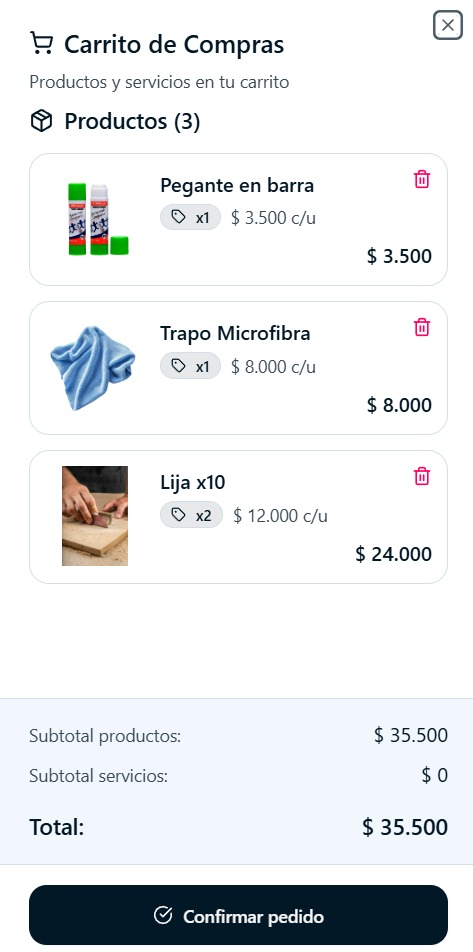 Carrito de Compras
Productos y servicios en tu carrito
Productos (3)
Pegante en barra
x1 $ 3.500 c/u
$ 3.500
Trapo Microfibra
x1 $ 8.000 c/u
$ 8.000
Lija x10
x2 $ 12.000 c/u
$ 24.000
Subtotal productos: $ 35.500
Subtotal servicios: $ 0
Total: $ 35.500
Confirmar pedido